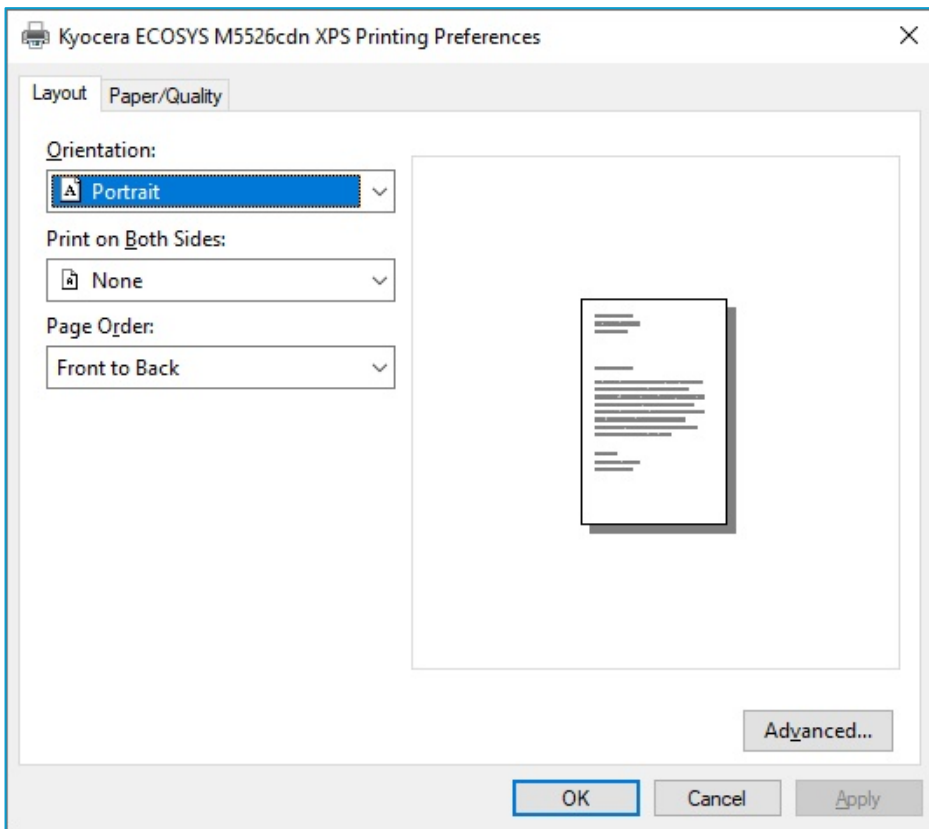 Kyocera ECOSYS M5526cdn XPS Printing Preferences
Layout Paper/Quality
Orientation:
A Portrait
Print on Both Sides:
A None
Page Order:
Front to Back
Advanced...
OK Cancel Apply